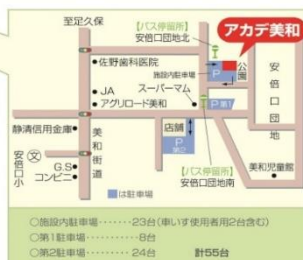 至足久保
【バス停留所】
安倍口団地北
アカデ美和
佐野歯科医院
施設内駐車場
P
公園
安倍口団地
スーパーマム
JA
アグリロード美和
P第1
静清信用金庫
店舗
P
第2
【バス停留所】
安倍口団地南
美和街道
安倍口小
文
G.S
コンビニ
美和児童館
は駐車場
○施設内駐車場………23台(車いす使用者用2台含む)
○第1駐車場…………8台
○第2駐車場…………24台 計55台